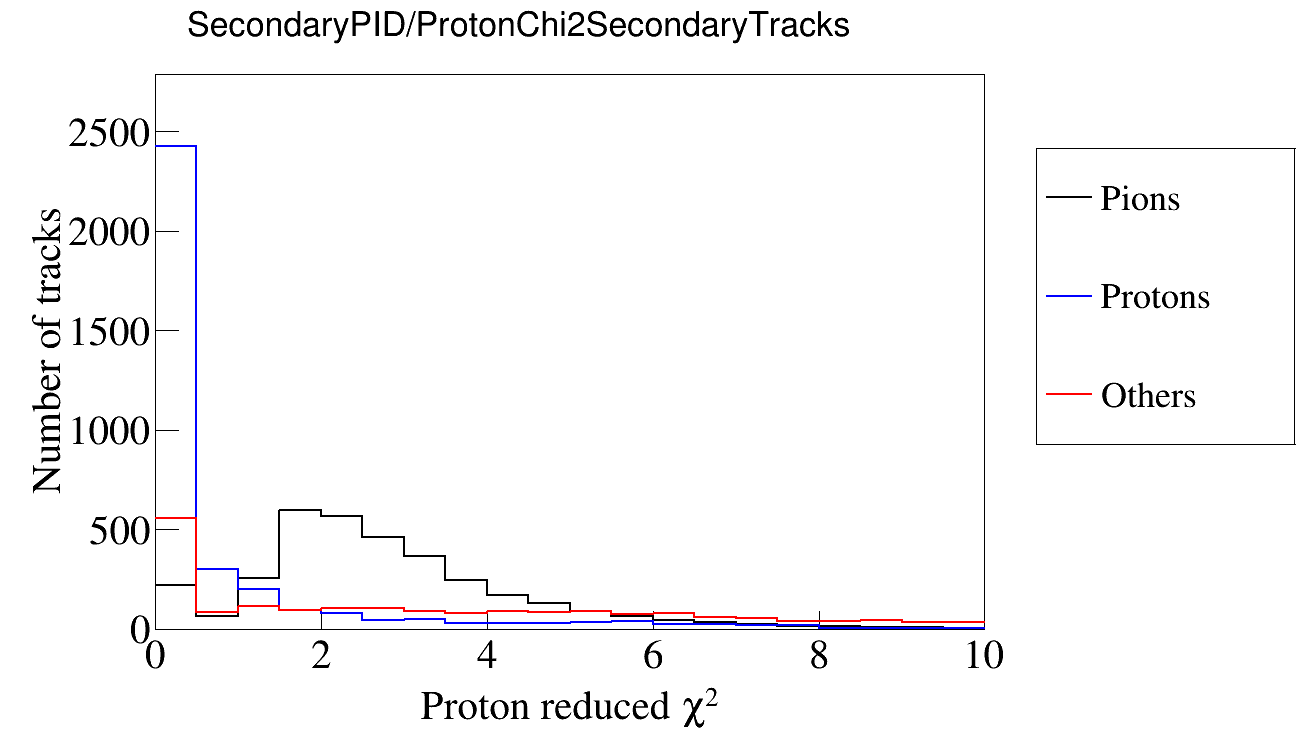 SecondaryPID/ProtonChi2SecondaryTracks
Number of tracks
2500
2000
1500
1000
500
0
0 2 4 6 8 10
Proton reduced χ²
Pions
Protons
Others